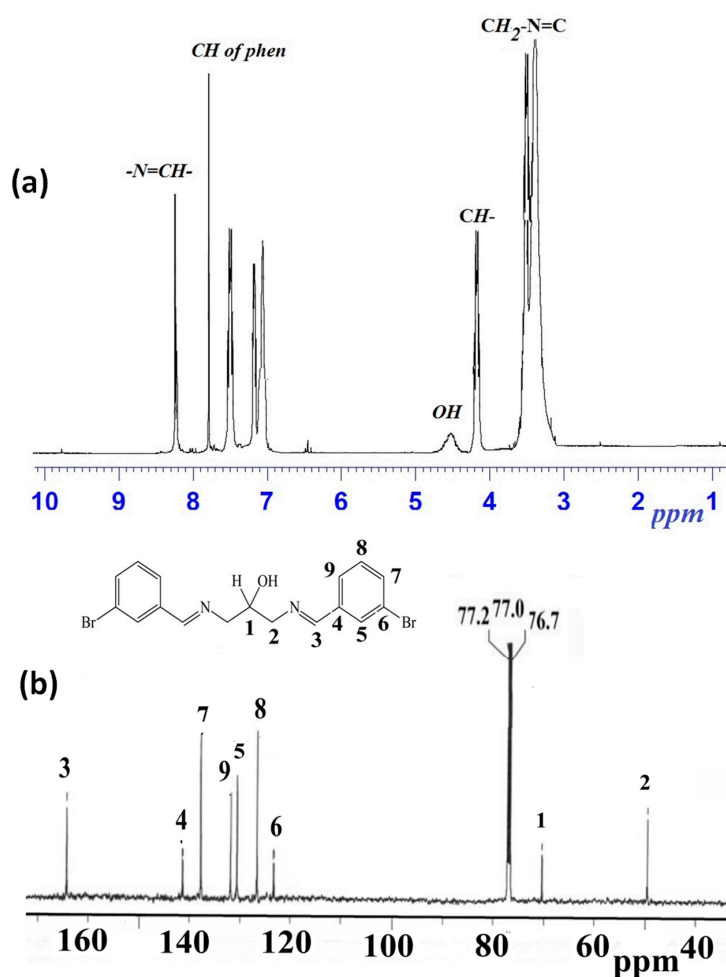 CH2-N=C
CH of phen
(a)
-N=CH-
CH-
OH
10 9 8 7 6 5 4 3 2 1
ppm
8
H OH 9 7
N N
Br 1 2 3 4 5 6 Br
77.2 77.0 76.7
(b)
7 8
3 9 5 2
4 6 1
160 140 120 100 80 60 40
ppm